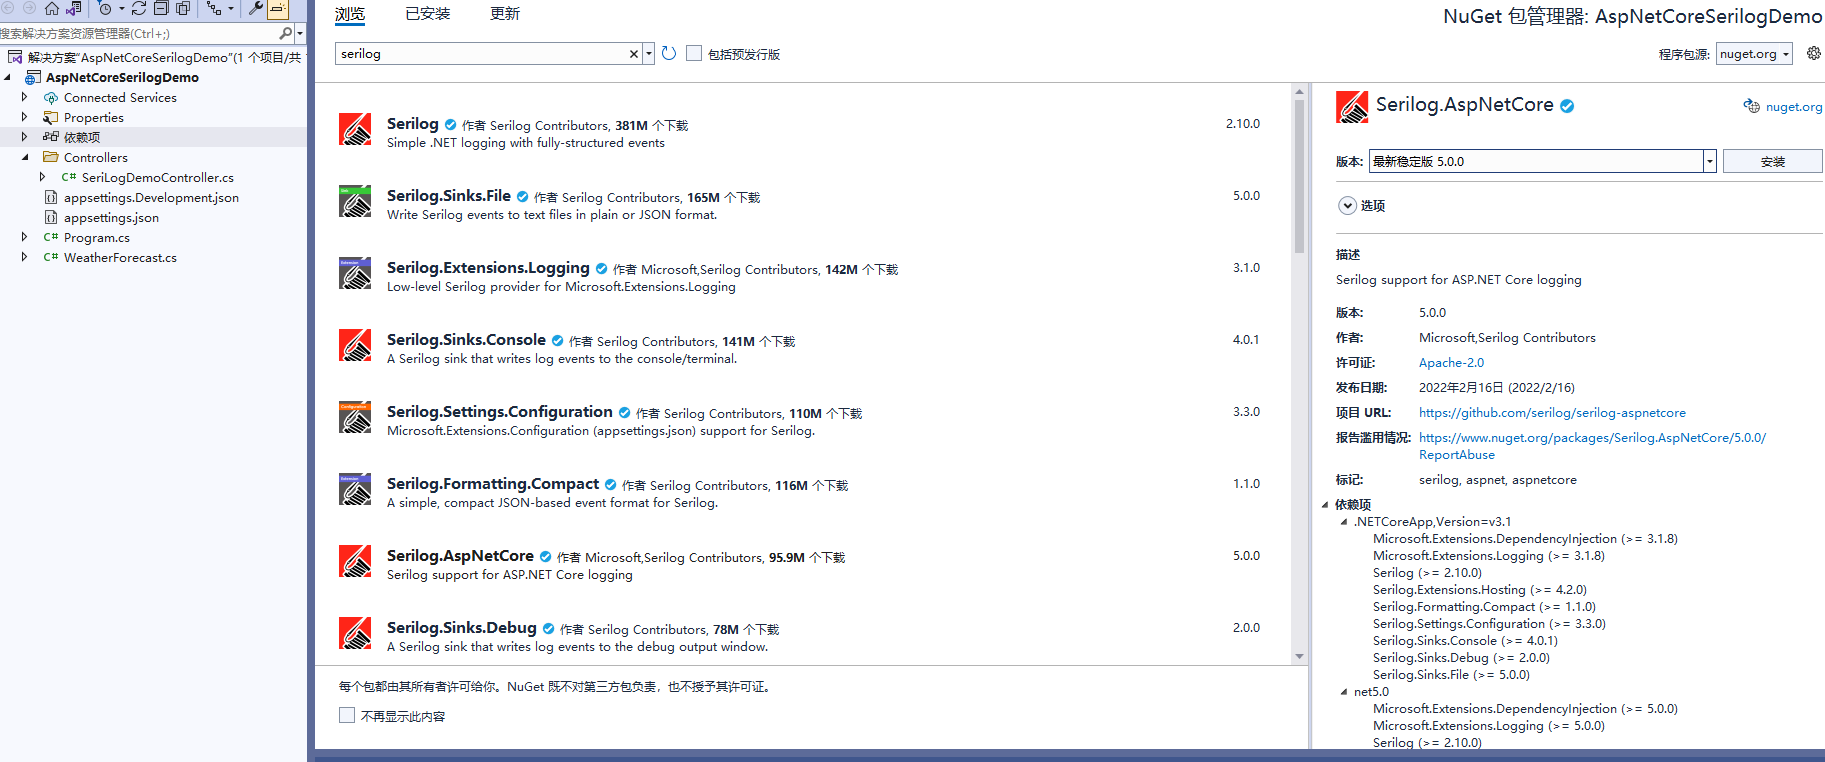 搜索解决方案资源管理器(Ctrl+;)
解决方案"AspNetCoreSerilogDemo"(1 个项目/共
AspNetCoreSerilogDemo
Connected Services
Properties
依赖项
Controllers
C# SeriLogDemoController.cs
appsettings.Development.json
appsettings.json
C# Program.cs
C# WeatherForecast.cs
浏览 已安装 更新
NuGet 包管理器: AspNetCoreSerilogDemo
serilog
包括预发行版
程序包源: nuget.org
Serilog 作者 Serilog Contributors, 381M 个下载 2.10.0
Simple .NET logging with fully-structured events
Serilog.Sinks.File 作者 Serilog Contributors, 165M 个下载 5.0.0
Write Serilog events to text files in plain or JSON format.
Serilog.Extensions.Logging 作者 Microsoft,Serilog Contributors, 142M 个下载 3.1.0
Low-level Serilog provider for Microsoft.Extensions.Logging
Serilog.Sinks.Console 作者 Serilog Contributors, 141M 个下载 4.0.1
A Serilog sink that writes log events to the console/terminal.
Serilog.Settings.Configuration 作者 Serilog Contributors, 110M 个下载 3.3.0
Microsoft.Extensions.Configuration (appsettings.json) support for Serilog.
Serilog.Formatting.Compact 作者 Serilog Contributors, 116M 个下载 1.1.0
A simple, compact JSON-based event format for Serilog.
Serilog.AspNetCore 作者 Microsoft,Serilog Contributors, 95.9M 个下载 5.0.0
Serilog support for ASP.NET Core logging
Serilog.Sinks.Debug 作者 Serilog Contributors, 78M 个下载 2.0.0
A Serilog sink that writes log events to the debug output window.
每个包都由其所有者许可给你。NuGet 既不对第三方包负责，也不授予其许可证。
不再显示此内容
Serilog.AspNetCore
nuget.org
版本: 最新稳定版 5.0.0 安装
选项
描述
Serilog support for ASP.NET Core logging
版本: 5.0.0
作者: Microsoft,Serilog Contributors
许可证: Apache-2.0
发布日期: 2022年2月16日 (2022/2/16)
项目 URL: https://github.com/serilog/serilog-aspnetcore
报告滥用情况: https://www.nuget.org/packages/Serilog.AspNetCore/5.0.0/
ReportAbuse
标记: serilog, aspnet, aspnetcore
依赖项
.NETCoreApp,Version=v3.1
Microsoft.Extensions.DependencyInjection (>= 3.1.8)
Microsoft.Extensions.Logging (>= 3.1.8)
Serilog (>= 2.10.0)
Serilog.Extensions.Hosting (>= 4.2.0)
Serilog.Formatting.Compact (>= 1.1.0)
Serilog.Settings.Configuration (>= 3.3.0)
Serilog.Sinks.Console (>= 4.0.1)
Serilog.Sinks.Debug (>= 2.0.0)
Serilog.Sinks.File (>= 5.0.0)
net5.0
Microsoft.Extensions.DependencyInjection (>= 5.0.0)
Microsoft.Extensions.Logging (>= 5.0.0)
Serilog (>= 2.10.0)